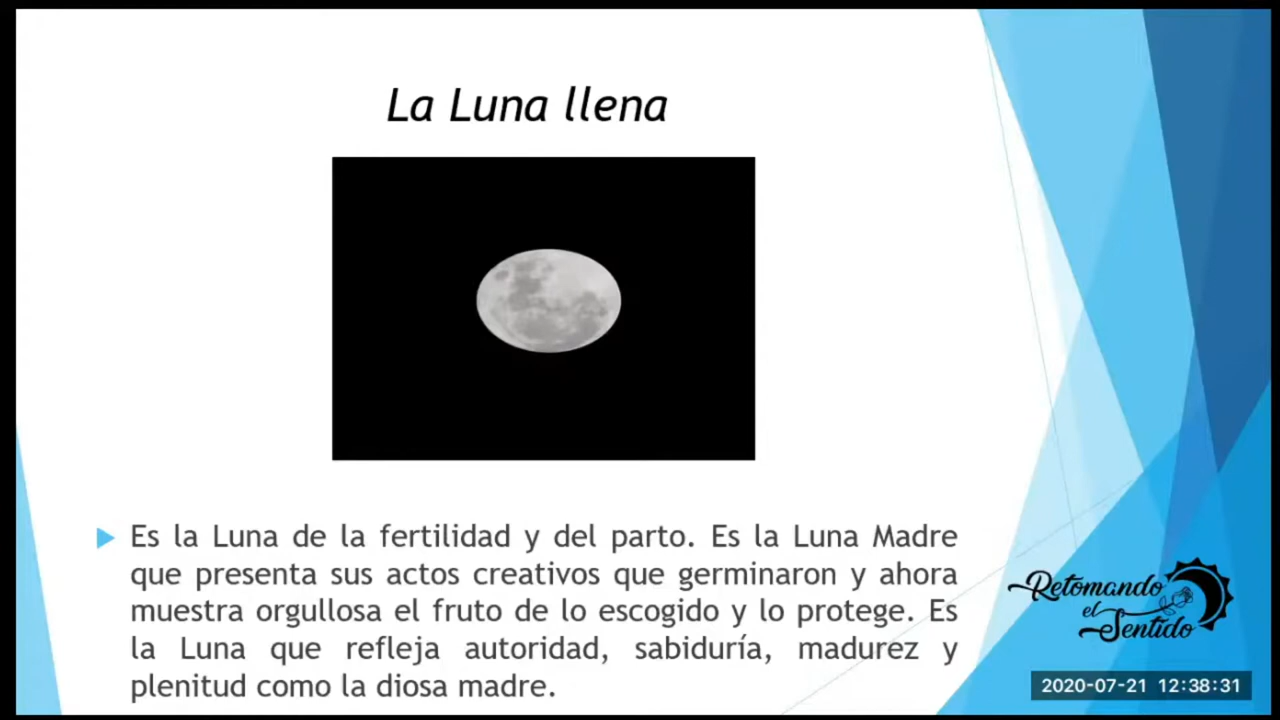 La Luna llena
Es la Luna de la fertilidad y del parto. Es la Luna Madre
que presenta sus actos creativos que germinaron y ahora
muestra orgullosa el fruto de lo escogido y lo protege. Es
la Luna que refleja autoridad, sabiduría, madurez y
plenitud como la diosa madre.
Retomando
el
Sentido
2020-07-21 12:38:31